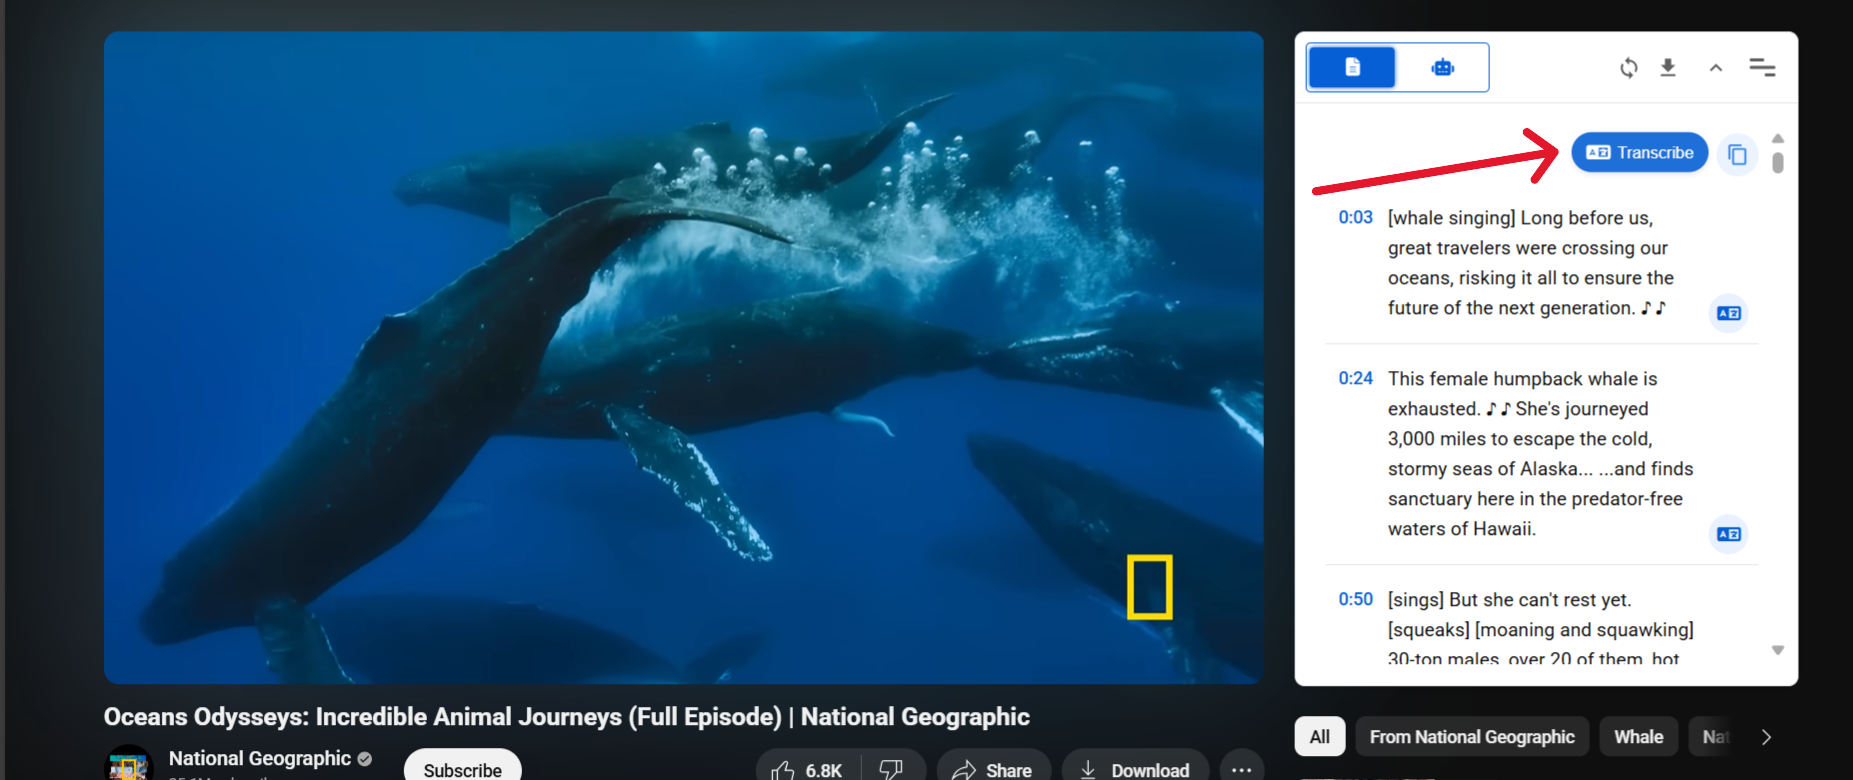 Transcribe
0:03 [whale singing] Long before us,
great travelers were crossing our
oceans, risking it all to ensure the
future of the next generation. ♪ ♪
0:24 This female humpback whale is
exhausted. ♪ ♪ She's journeyed
3,000 miles to escape the cold,
stormy seas of Alaska... ...and finds
sanctuary here in the predator-free
waters of Hawaii.
0:50 [sings] But she can't rest yet.
[squeaks] [moaning and squawking]
30-ton males, over 20 of them, hot
Oceans Odysseys: Incredible Animal Journeys (Full Episode) | National Geographic
National Geographic
Subscribe
6.8K
Share
Download
All
From National Geographic
Whale
Nat